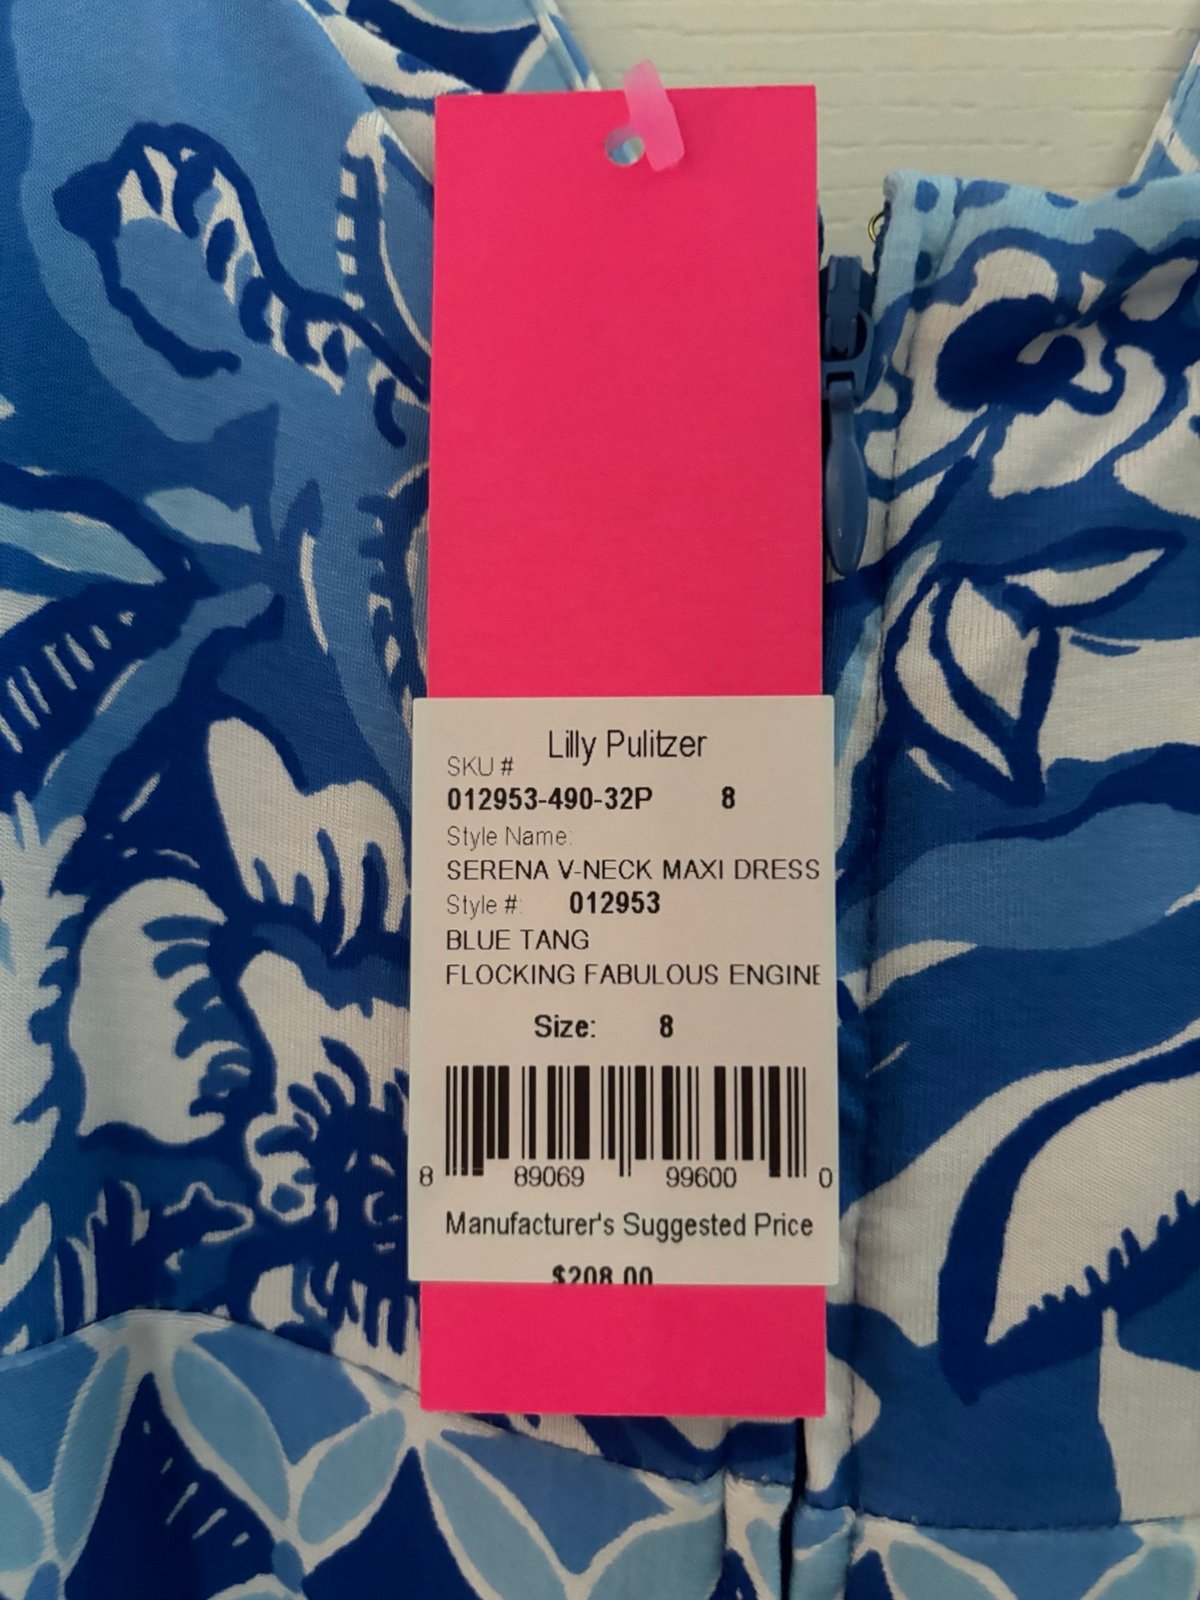 Lilly Pulitzer
SKU #
012953-490-32P 8
Style Name:
SERENA V-NECK MAXI DRESS
Style #: 012953
BLUE TANG
FLOCKING FABULOUS ENGINE
Size: 8
8 89069 99600 0
Manufacturer's Suggested Price
$208.00